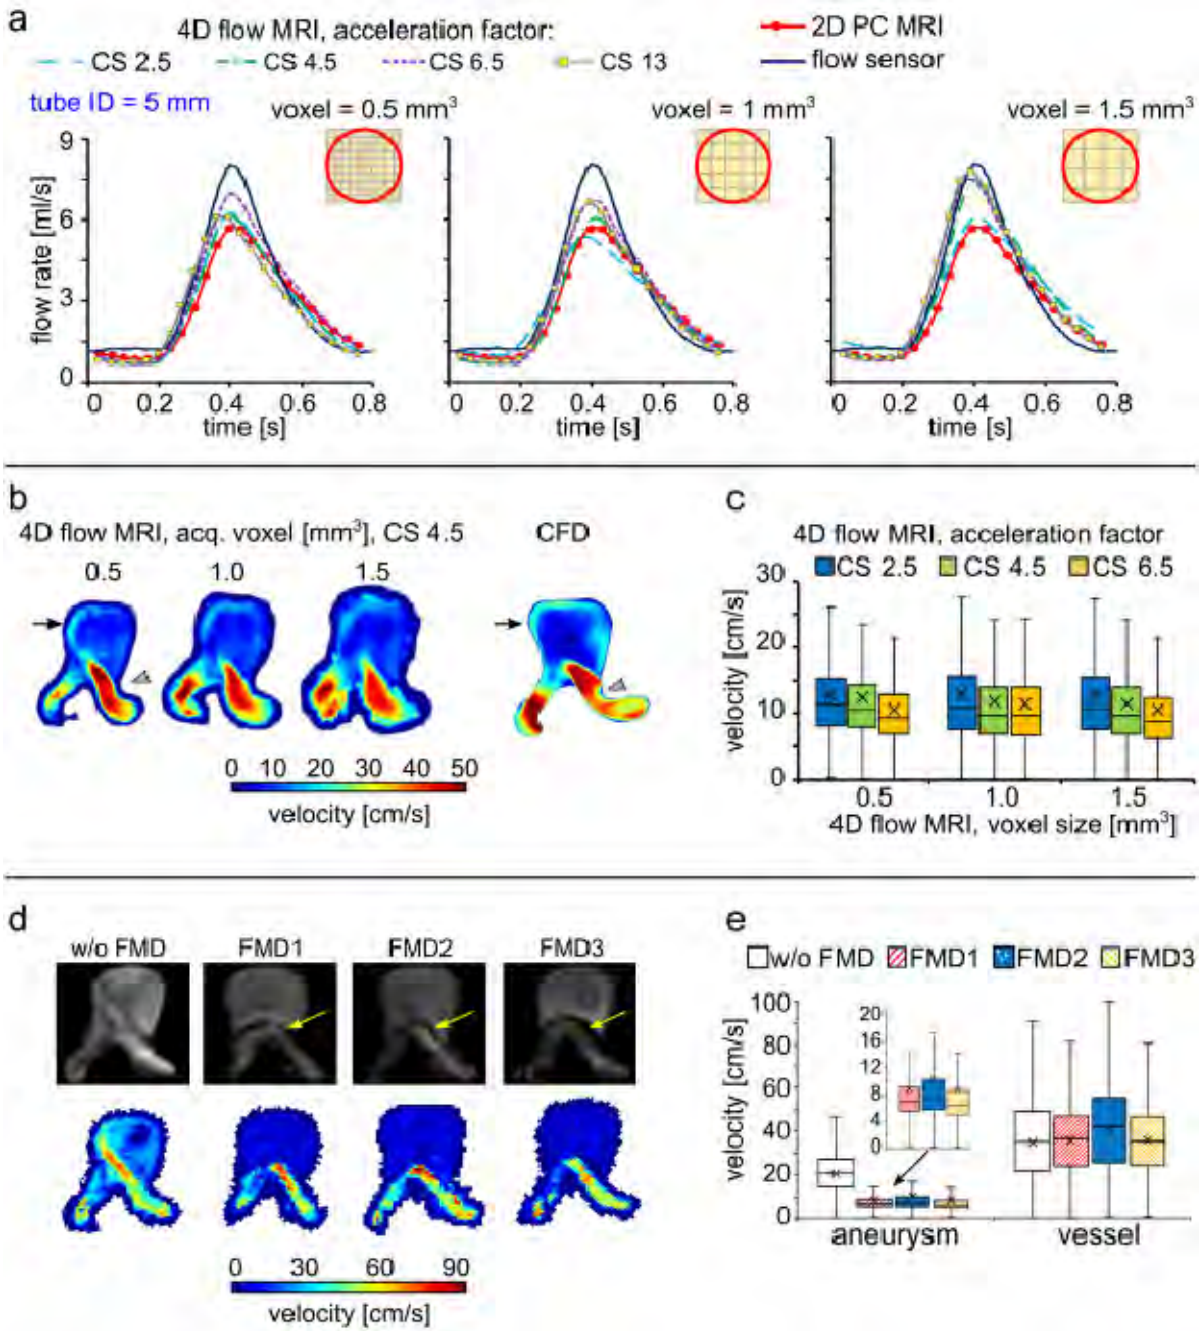 a
4D flow MRI, acceleration factor:
2D PC MRI
CS 2.5 CS 4.5 CS 6.5 CS 13
flow sensor
tube ID = 5 mm
voxel = 0.5 mm³ voxel = 1 mm³ voxel = 1.5 mm³
9
6
3
0
flow rate [ml/s]
0 0.2 0.4 0.6 0.8 0 0.2 0.4 0.6 0.8 0 0.2 0.4 0.6 0.8
time [s] time [s] time [s]
b
4D flow MRI, acq. voxel [mm³], CS 4.5 CFD
0.5 1.0 1.5
0 10 20 30 40 50
velocity [cm/s]
c
4D flow MRI, acceleration factor
CS 2.5 CS 4.5 CS 6.5
30
20
10
0
velocity [cm/s]
0.5 1.0 1.5
4D flow MRI, voxel size [mm³]
d
w/o FMD FMD1 FMD2 FMD3
0 30 60 90
velocity [cm/s]
e
w/o FMD FMD1 FMD2 FMD3
100
80
60
40
20
0
velocity [cm/s]
20
16
12
8
4
0
aneurysm vessel